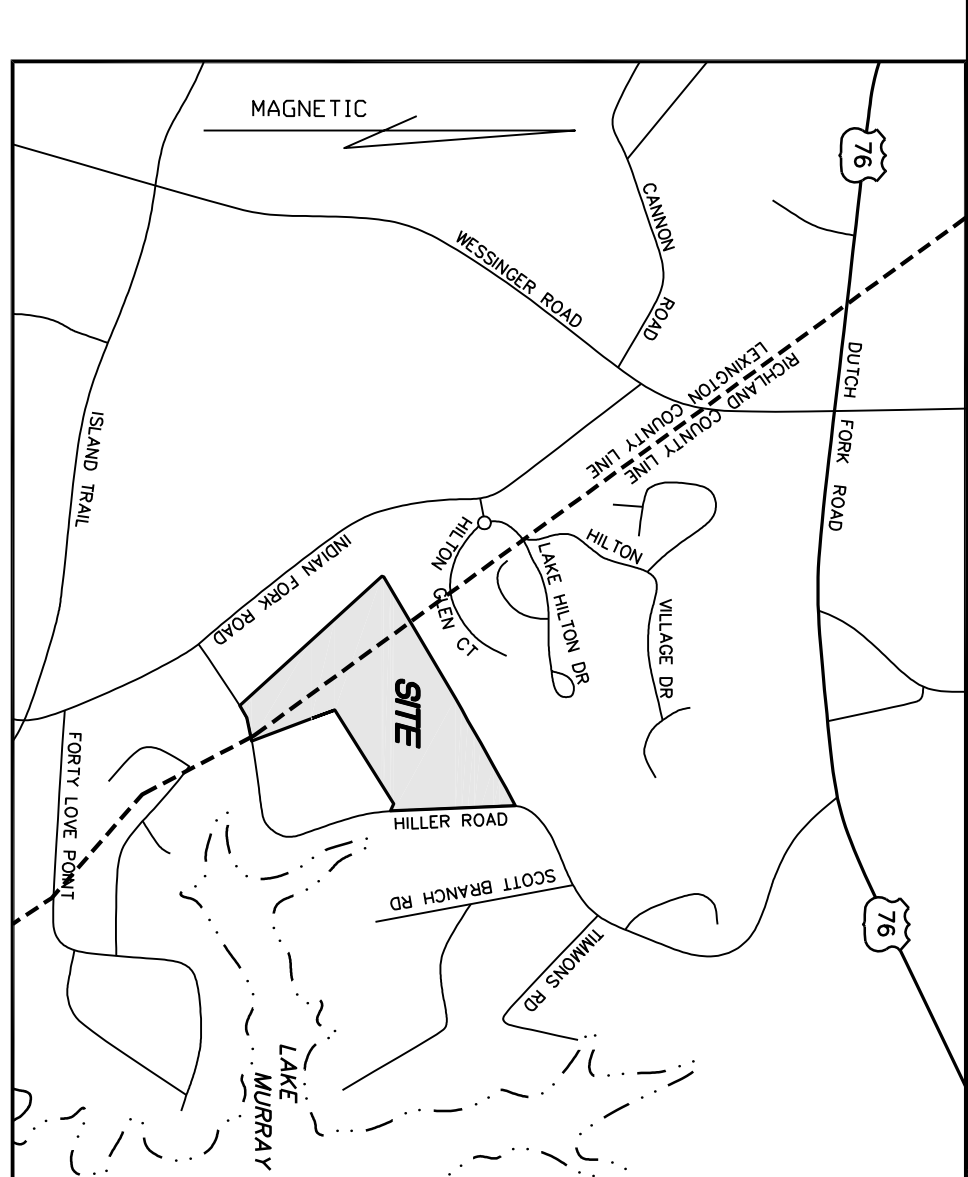 MAGNETIC
76
CANNON
ROAD
WESSINGER ROAD
LEXINGTON COUNTY LINE
RICHLAND COUNTY LINE
DUTCH FORK ROAD
ISLAND TRAIL
INDIAN FORK ROAD
HILTON
GLEN CT
HILTON
VILLAGE DR
LAKE HILTON DR
SITE
FORTY LOVE POINT
HILLER ROAD
SCOTT BRANCH RD
TIMMONS RD
76
LAKE
MURRAY